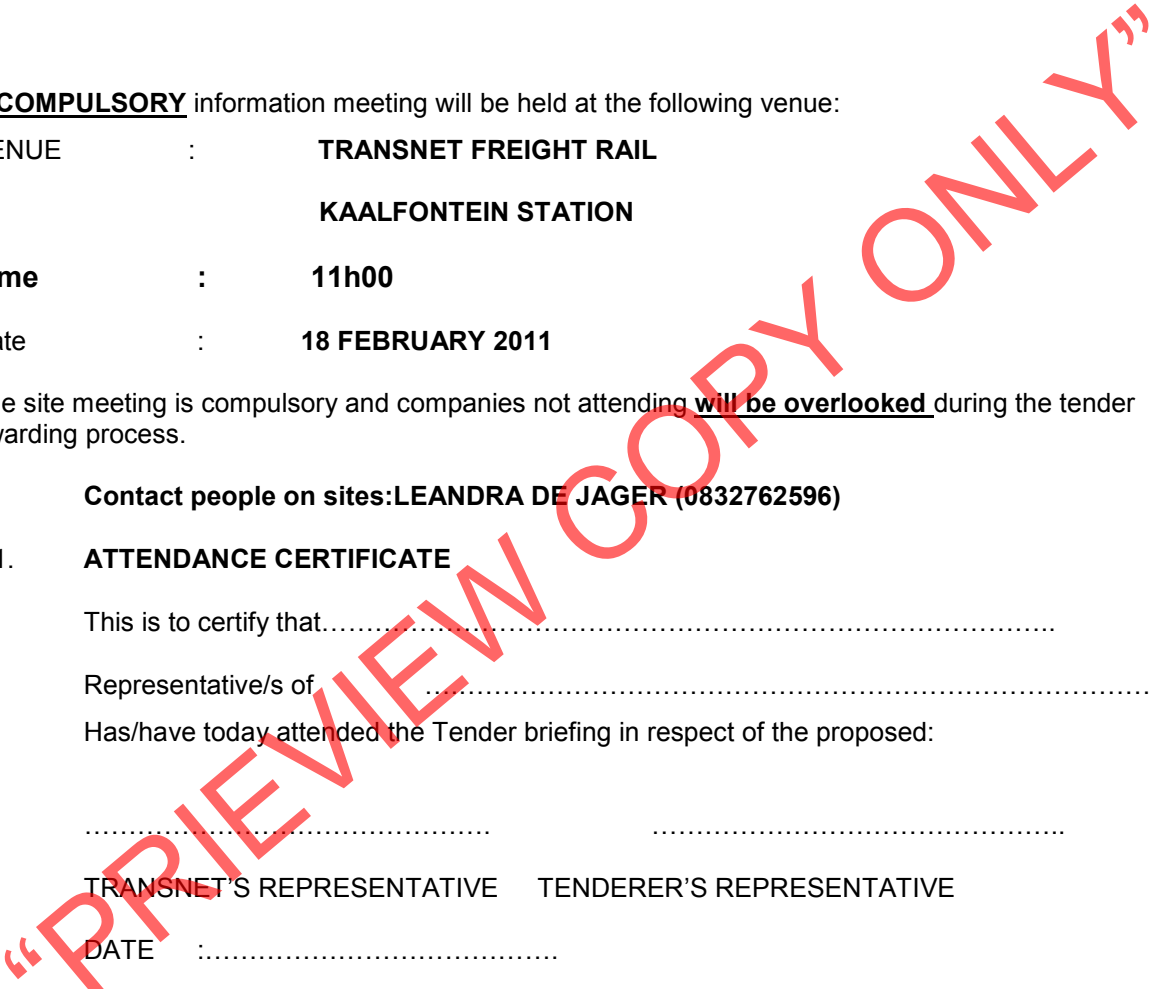 COMPULSORY information meeting will be held at the following venue:
ENUE : TRANSNET FREIGHT RAIL
KAALFONTEIN STATION
me : 11h00
ate : 18 FEBRUARY 2011
e site meeting is compulsory and companies not attending will be overlooked during the tender
warding process.
Contact people on sites:LEANDRA DE JAGER (0832762596)
1. ATTENDANCE CERTIFICATE
This is to certify that……………………………………………………………………….
Representative/s of ………………………………………………………………………
Has/have today attended the Tender briefing in respect of the proposed:
………………………………………. ………………………………………..
TRANSNET’S REPRESENTATIVE TENDERER’S REPRESENTATIVE
DATE :………………………………….
“PRIEVIEW COPY ONLY”